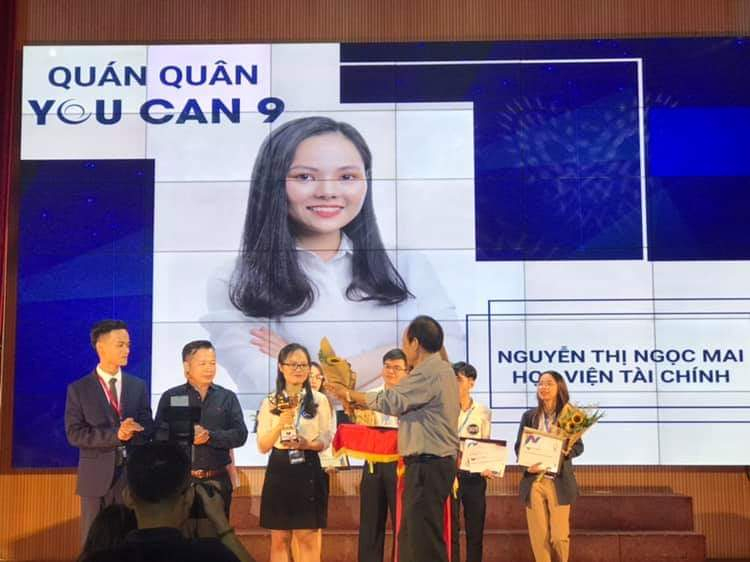 QUÁN QUÂN
YOU CAN 9
NGUYỄN THỊ NGỌC MAI
HỌC VIỆN TÀI CHÍNH